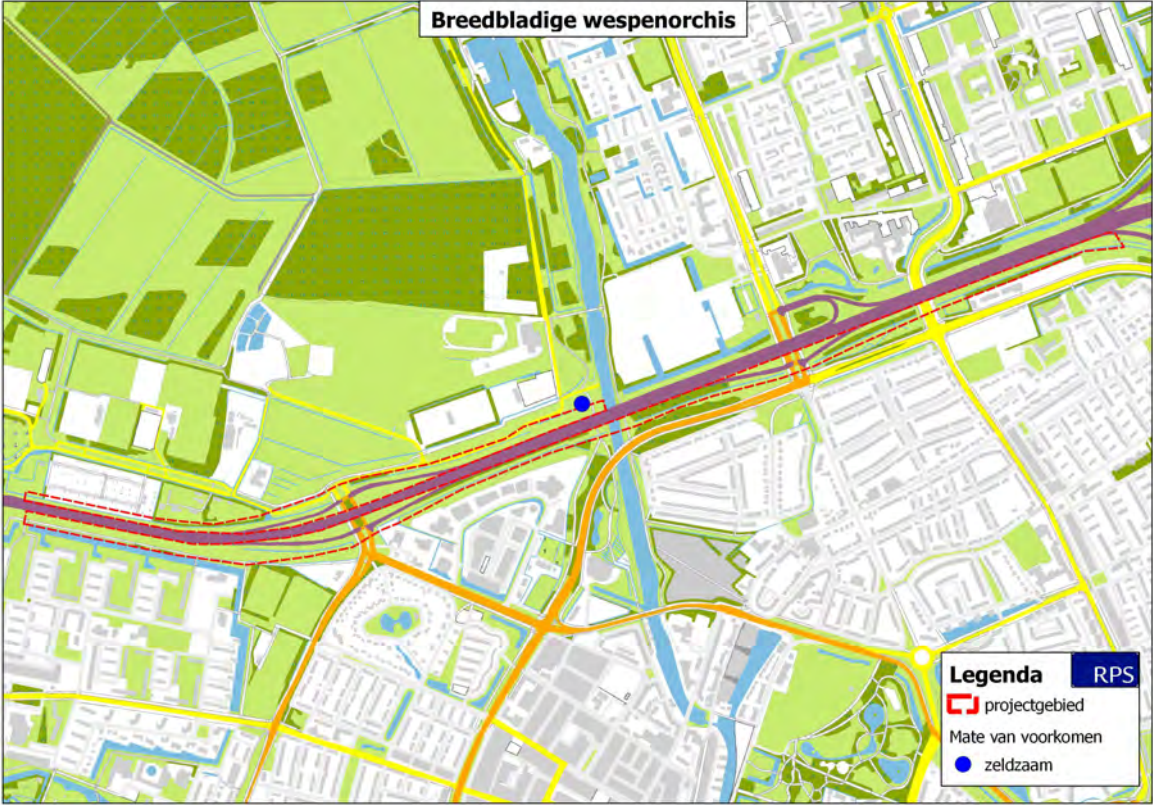 Breedbladige wespenorchis
Legenda
RPS
projectgebied
Mate van voorkomen
zeldzaam